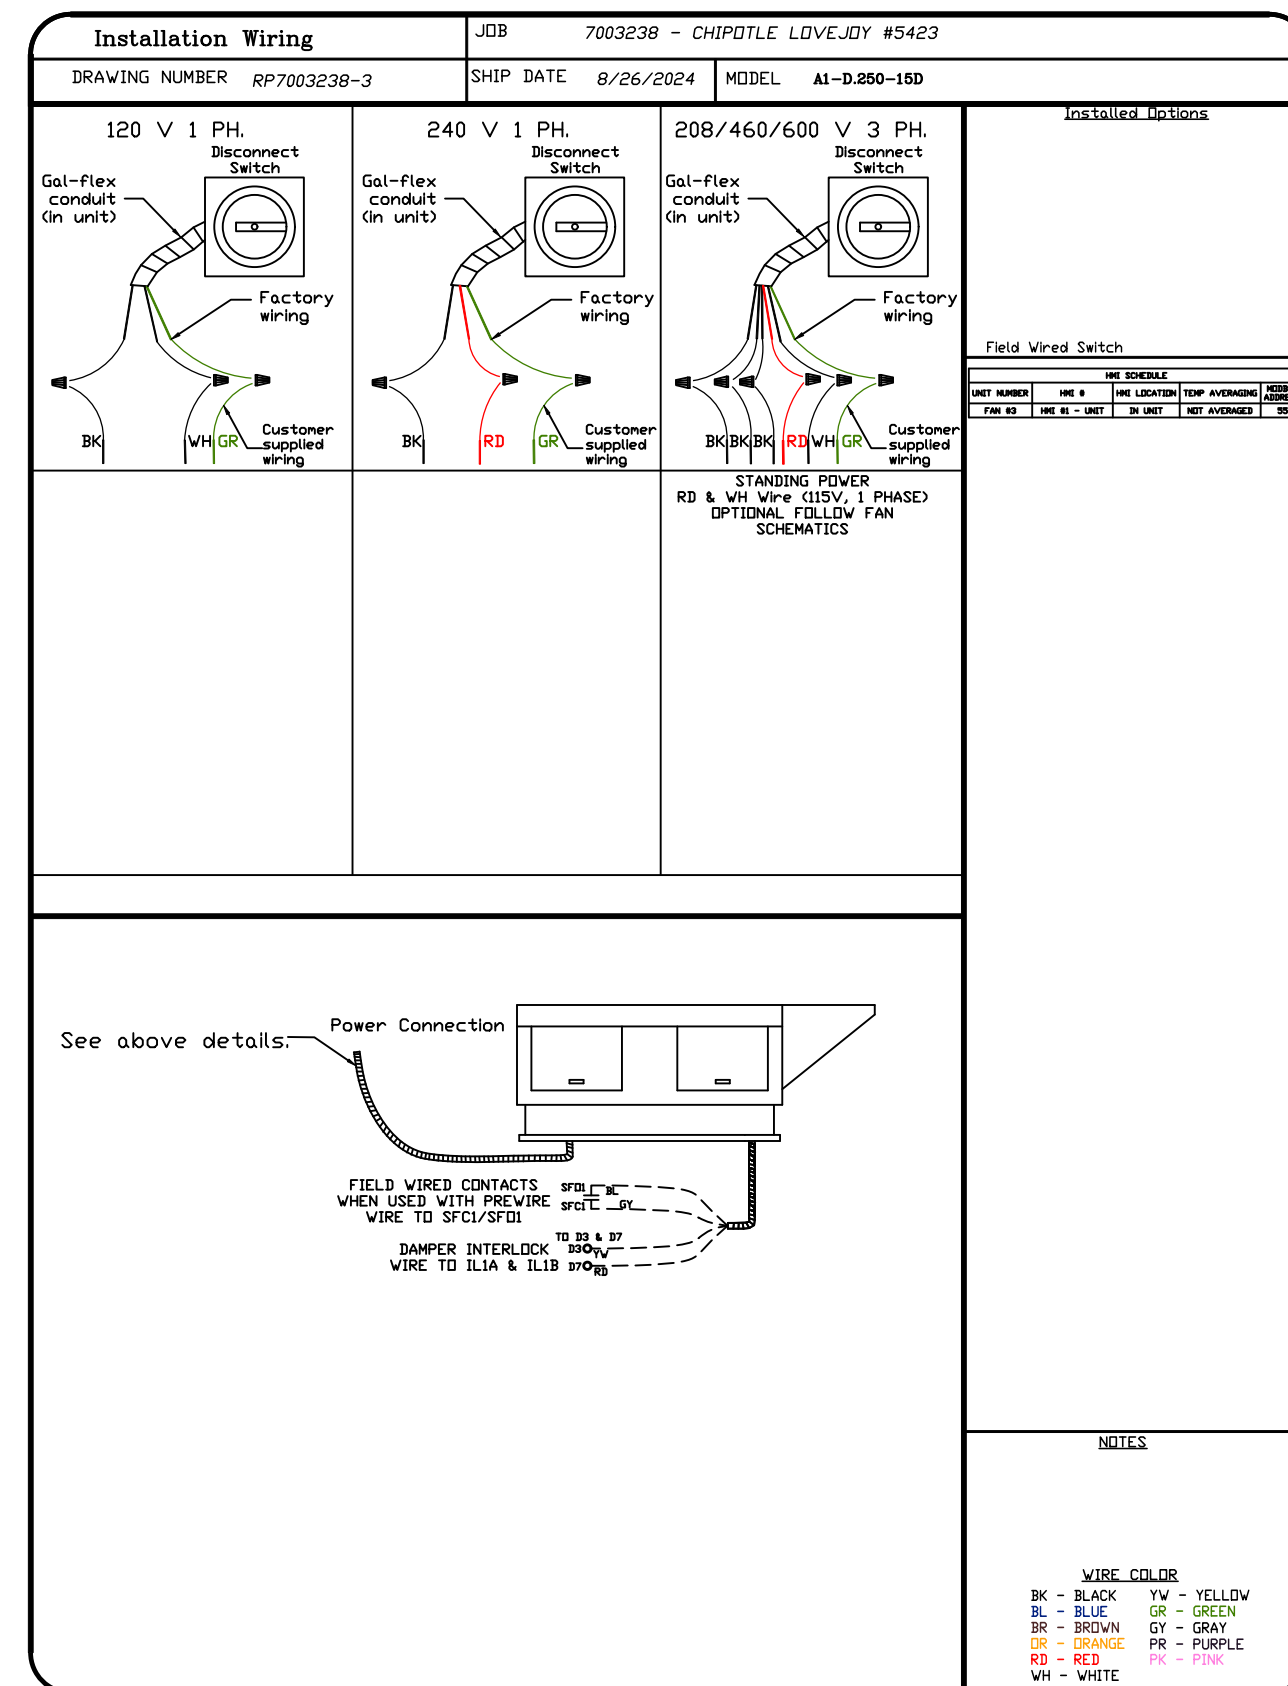 Installation Wiring
JOB 7003238 - CHIPOTLE LOVEJOY #5423
DRAWING NUMBER RP7003238-3
SHIP DATE 8/26/2024
MODEL A1-D.250-15D
120 V 1 PH.
Disconnect
Switch
Gal-flex
conduit
(in unit)
Factory
wiring
BK
WH
GR
Customer
supplied
wiring
240 V 1 PH.
Disconnect
Switch
Gal-flex
conduit
(in unit)
Factory
wiring
BK
RD
GR
Customer
supplied
wiring
208/460/600 V 3 PH.
Disconnect
Switch
Gal-flex
conduit
(in unit)
Factory
wiring
BK
BK
BK
RD
WH
GR
Customer
supplied
wiring
STANDING POWER
RD & WH Wire (115V, 1 PHASE)
OPTIONAL FOLLOW FAN
SCHEMATICS
Installed Options
Field Wired Switch
HMI SCHEDULE
UNIT NUMBER HMI # HMI LOCATION TEMP AVERAGING
FAN #3 HMI #1 - UNIT IN UNIT NOT AVERAGED 55
See above details.
Power Connection
FIELD WIRED CONTACTS
WHEN USED WITH PREWIRE
WIRE TO SFC1/SFO1
SFO1 BL
SFC1 GY
TO D3 & D7
DAMPER INTERLOCK
WIRE TO IL1A & IL1B
D3 YW
D7 RD
NOTES
WIRE COLOR
BK - BLACK YW - YELLOW
BL - BLUE GR - GREEN
BR - BROWN GY - GRAY
OR - ORANGE PR - PURPLE
RD - RED PK - PINK
WH - WHITE